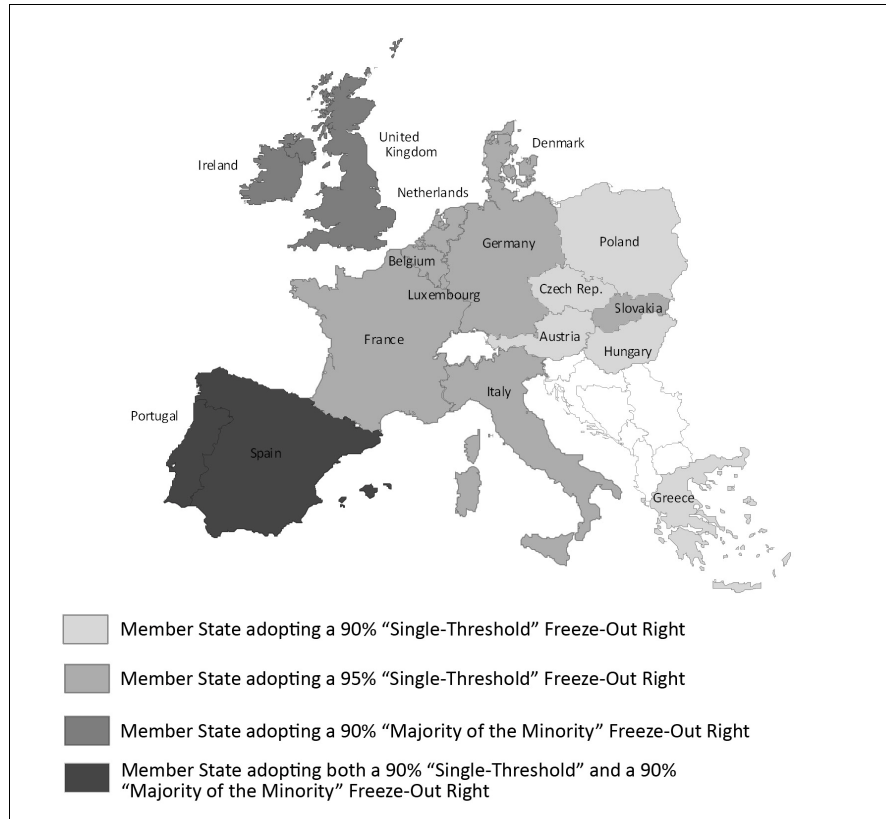 United
Kingdom
Denmark
Ireland
Netherlands
Germany
Poland
Belgium
Czech Rep.
Luxembourg
Slovakia
France
Austria
Hungary
Italy
Portugal
Spain
Greece
Member State adopting a 90% “Single-Threshold” Freeze-Out Right
Member State adopting a 95% “Single-Threshold” Freeze-Out Right
Member State adopting a 90% “Majority of the Minority” Freeze-Out Right
Member State adopting both a 90% “Single-Threshold” and a 90%
“Majority of the Minority” Freeze-Out Right